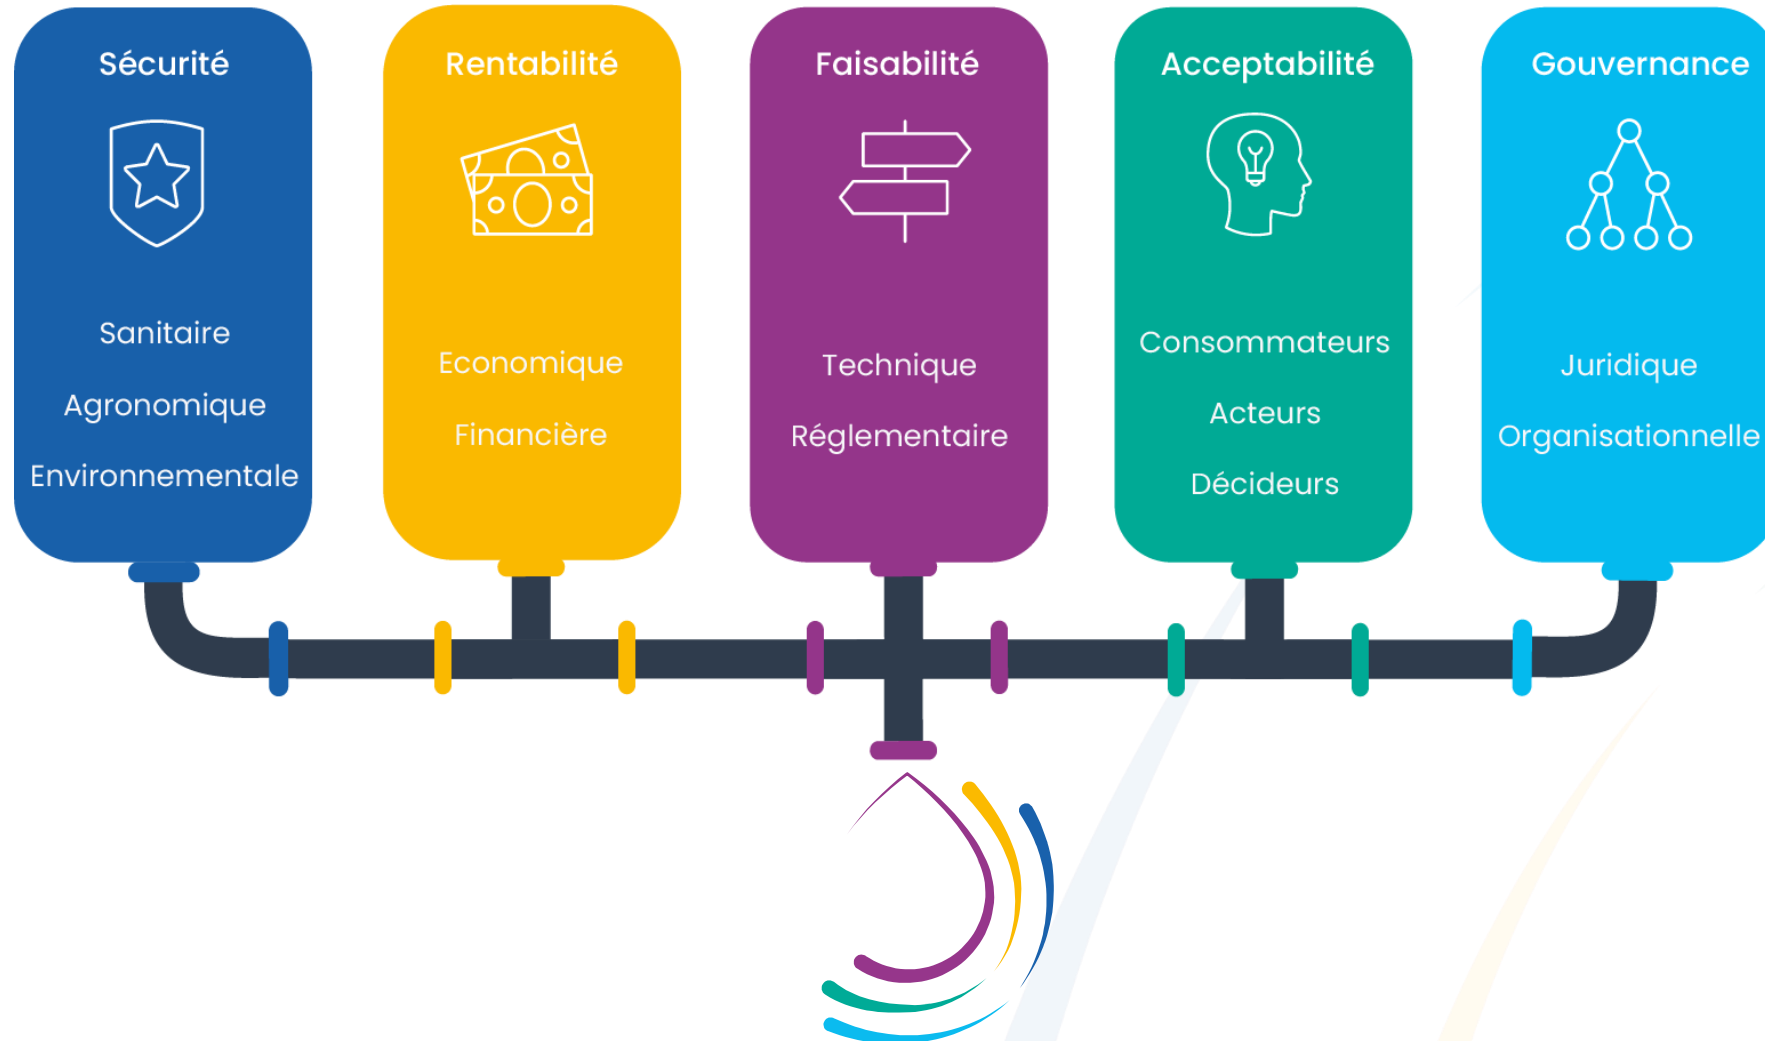 Sécurité
Sanitaire
Agronomique
Environnementale
Rentabilité
Economique
Financière
Faisabilité
Technique
Réglementaire
Acceptabilité
Consommateurs
Acteurs
Décideurs
Gouvernance
Juridique
Organisationnelle